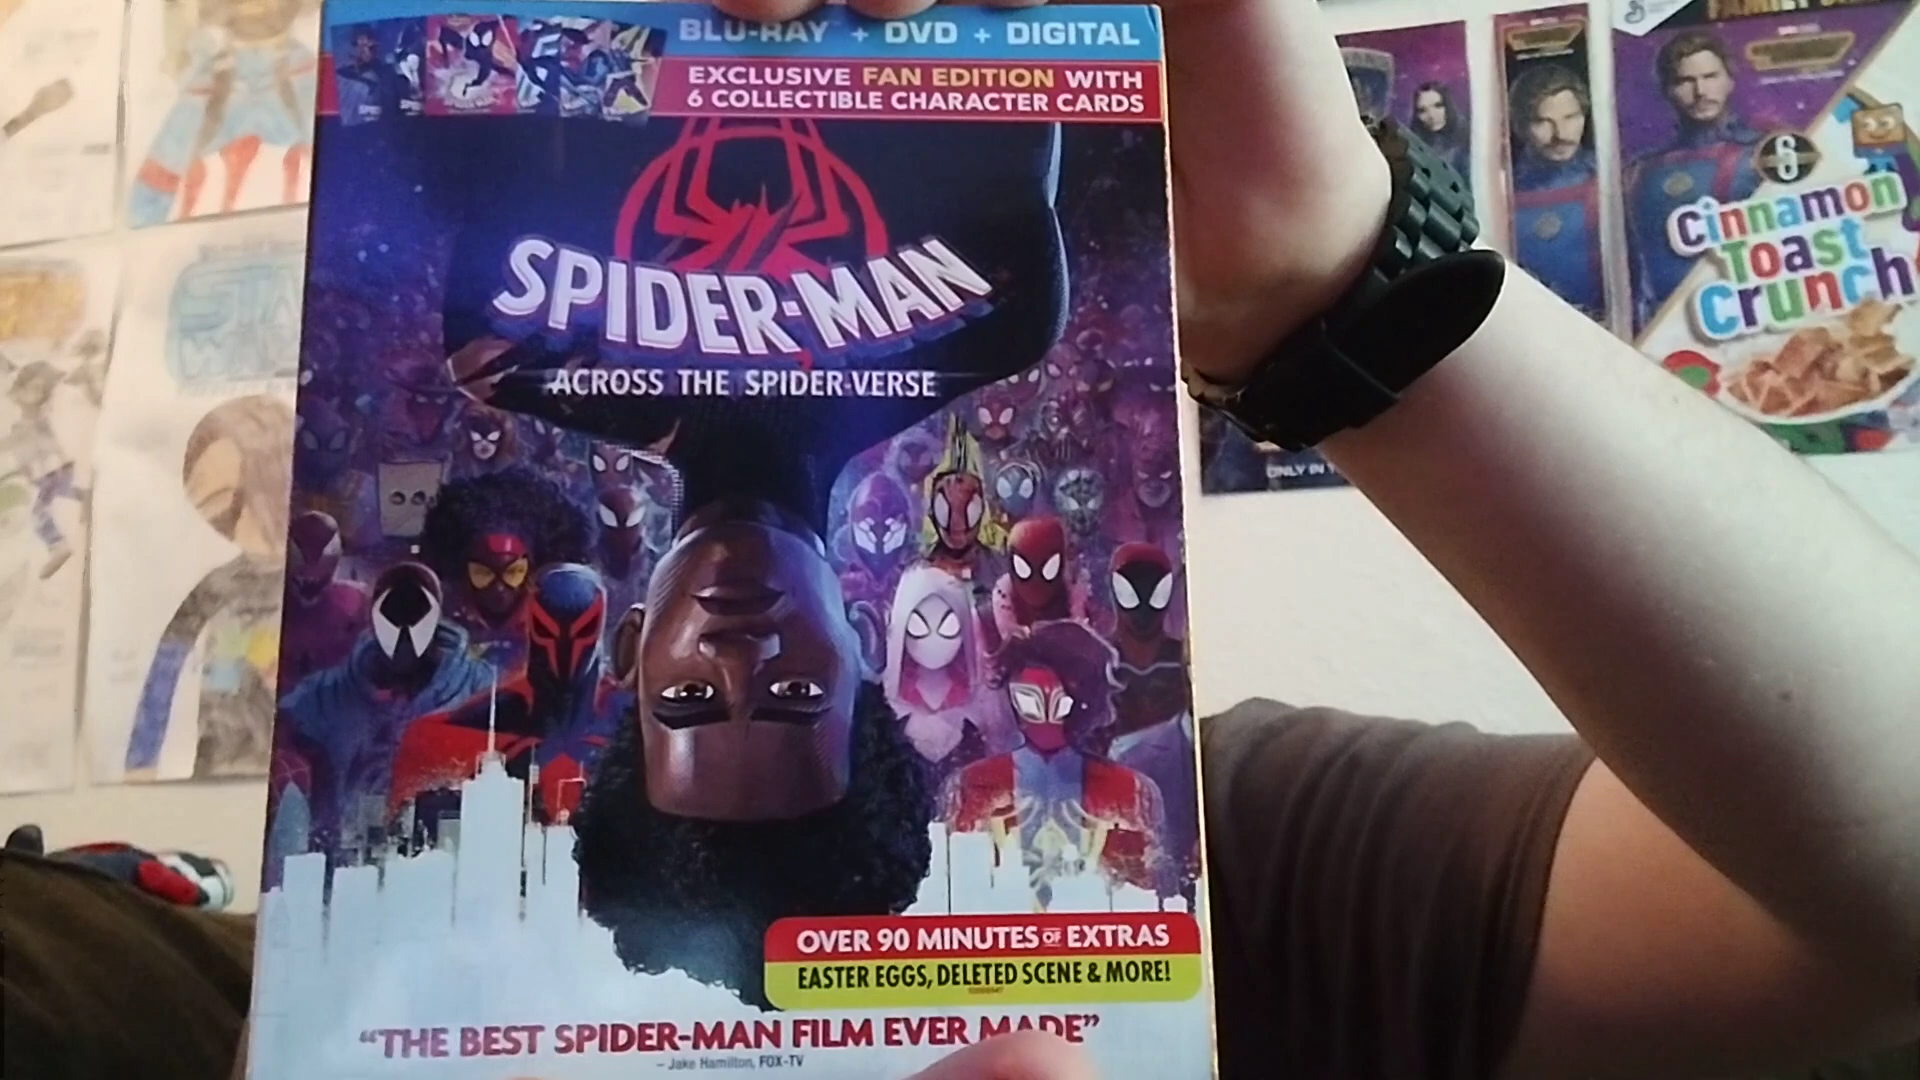 BLU-RAY + DVD + DIGITAL
EXCLUSIVE FAN EDITION WITH
6 COLLECTIBLE CHARACTER CARDS
SPIDER-MAN
ACROSS THE SPIDER-VERSE
OVER 90 MINUTES OF EXTRAS
EASTER EGGS, DELETED SCENE & MORE!
“THE BEST SPIDER-MAN FILM EVER MADE”
– Jake Hamilton, FOX-TV
Cinnamon
Toast
Crunch
ONLY IN